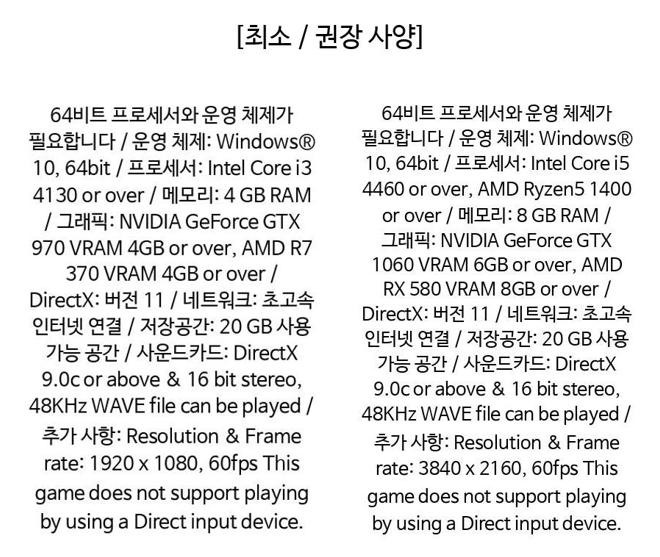 [최소 / 권장 사양]
64비트 프로세서와 운영 체제가
필요합니다 / 운영 체제: Windows®
10, 64bit / 프로세서: Intel Core i3
4130 or over / 메모리: 4 GB RAM
/ 그래픽: NVIDIA GeForce GTX
970 VRAM 4GB or over, AMD R7
370 VRAM 4GB or over /
DirectX: 버전 11 / 네트워크: 초고속
인터넷 연결 / 저장공간: 20 GB 사용
가능 공간 / 사운드카드: DirectX
9.0c or above & 16 bit stereo,
48KHz WAVE file can be played /
추가 사항: Resolution & Frame
rate: 1920 x 1080, 60fps This
game does not support playing
by using a Direct input device.
64비트 프로세서와 운영 체제가
필요합니다 / 운영 체제: Windows®
10, 64bit / 프로세서: Intel Core i5
4460 or over, AMD Ryzen5 1400
or over / 메모리: 8 GB RAM /
그래픽: NVIDIA GeForce GTX
1060 VRAM 6GB or over, AMD
RX 580 VRAM 8GB or over /
DirectX: 버전 11 / 네트워크: 초고속
인터넷 연결 / 저장공간: 20 GB 사용
가능 공간 / 사운드카드: DirectX
9.0c or above & 16 bit stereo,
48KHz WAVE file can be played /
추가 사항: Resolution & Frame
rate: 3840 x 2160, 60fps This
game does not support playing
by using a Direct input device.